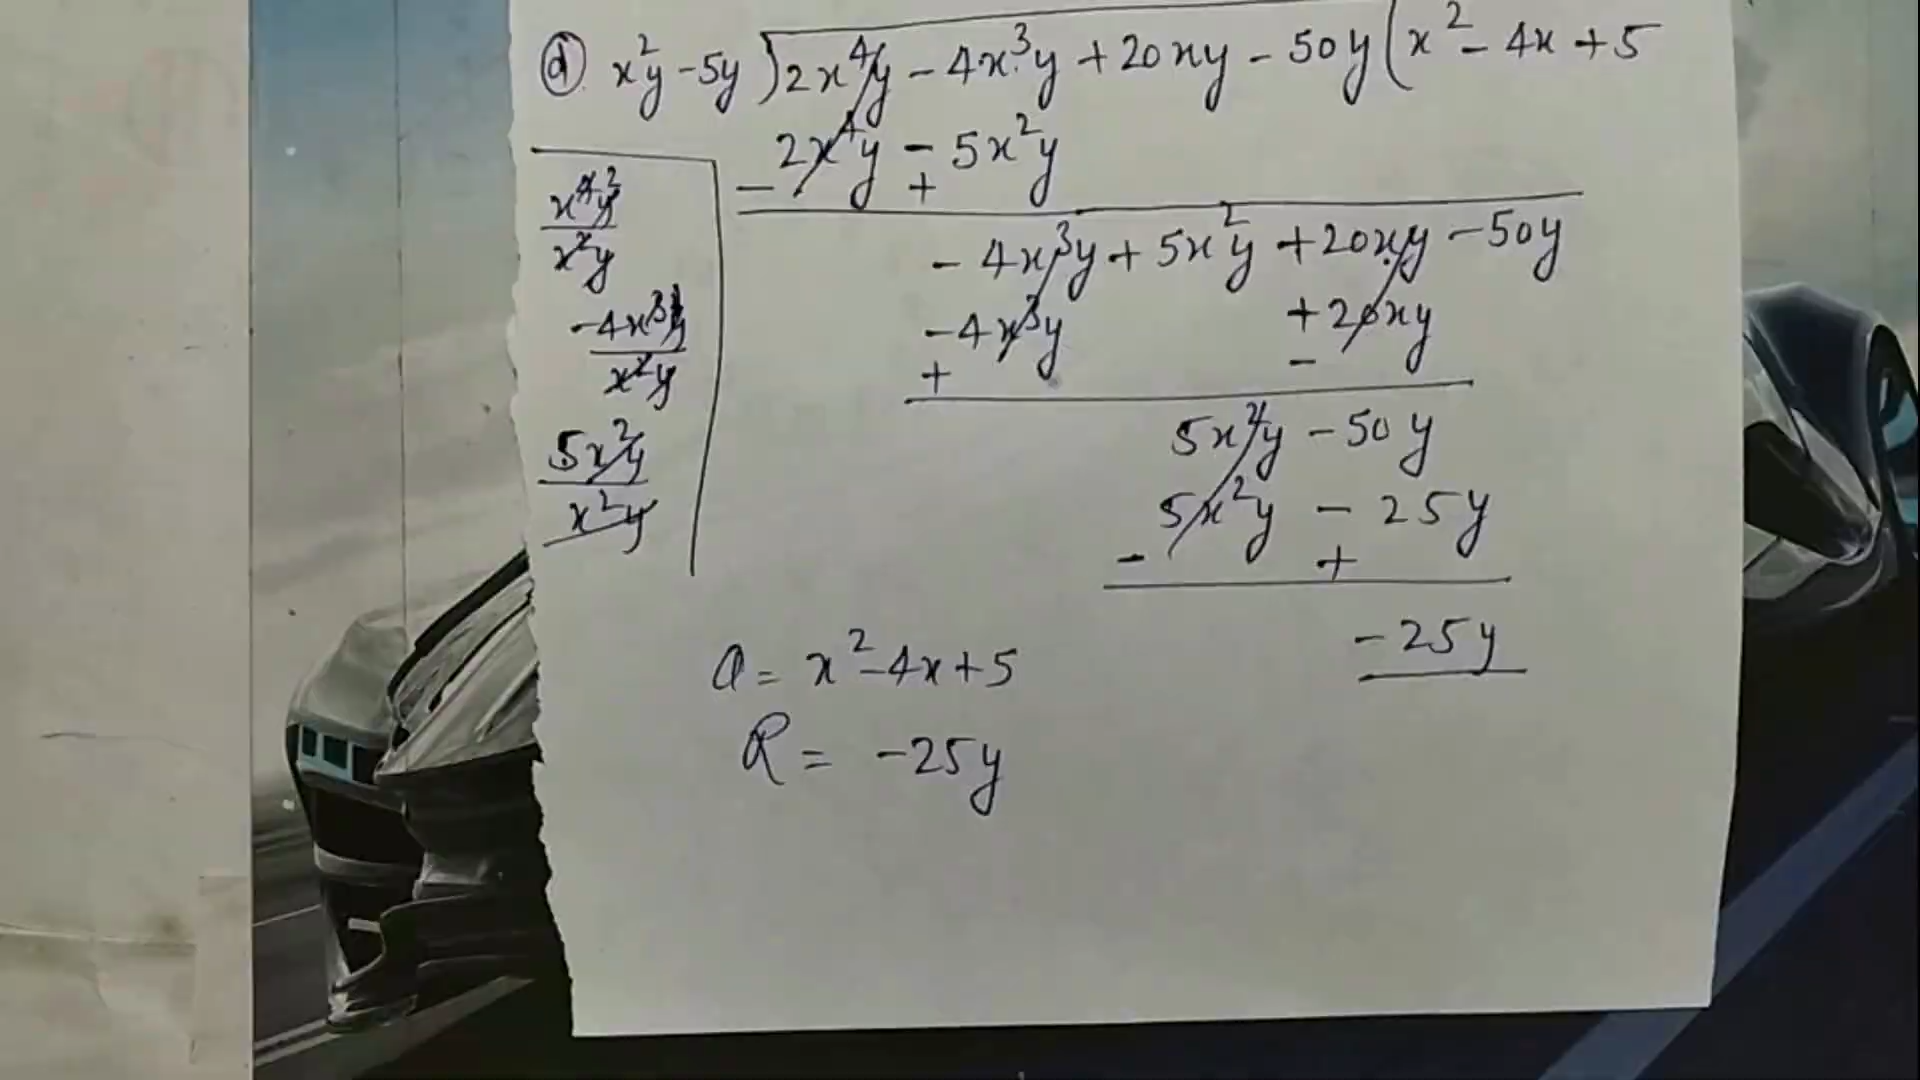 (d) x²y - 5y ) 2x⁴y - 4x³y + 20xy - 50y ( x² - 4x + 5
2x⁴y - 5x²y
- +
- 4x³y + 5x²y + 20xy - 50y
- 4x³y + 20xy
+ -
5x²y - 50y
5x²y - 25y
- +
- 25y
x⁴y
x²y
-4x³y
x²y
5x²y
x²y
Q = x² - 4x + 5
R = -25y